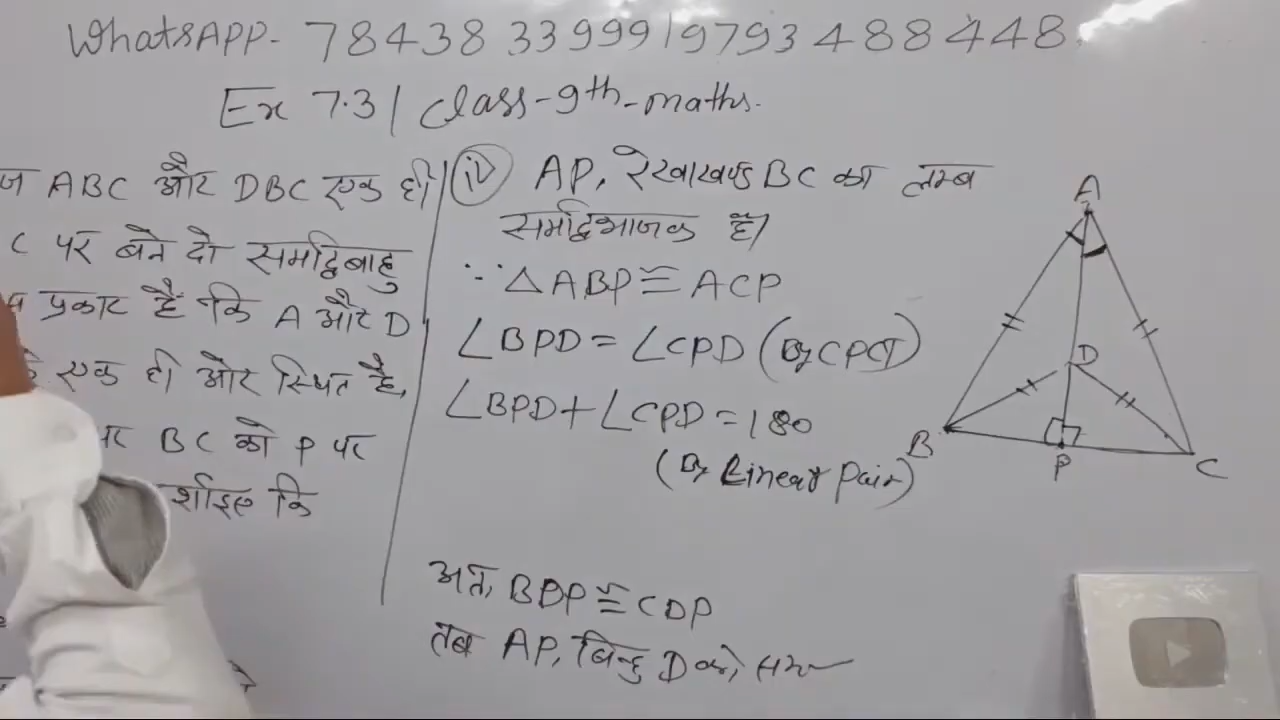 WhatsAPP- 7843833999/9793488448
Ex 7.3 / Class-9th-maths.
ABC और DBC एक ही
C पर बने दो समद्विबाहु
प्रकार है कि A और D
एक ही ओर स्थित है,
BC को P पर
र्शाइए कि
iv AP, रेखाखण्ड BC का लम्ब
समद्विभाजक है।
∵ △ABP ≅ ACP
∠BPD = ∠CPD (By CPCT)
∠BPD + ∠CPD = 180
(By Linear Pair)
अतः BDP ≅ CDP
तब AP, बिन्दु D को,
A
D
B
P
C